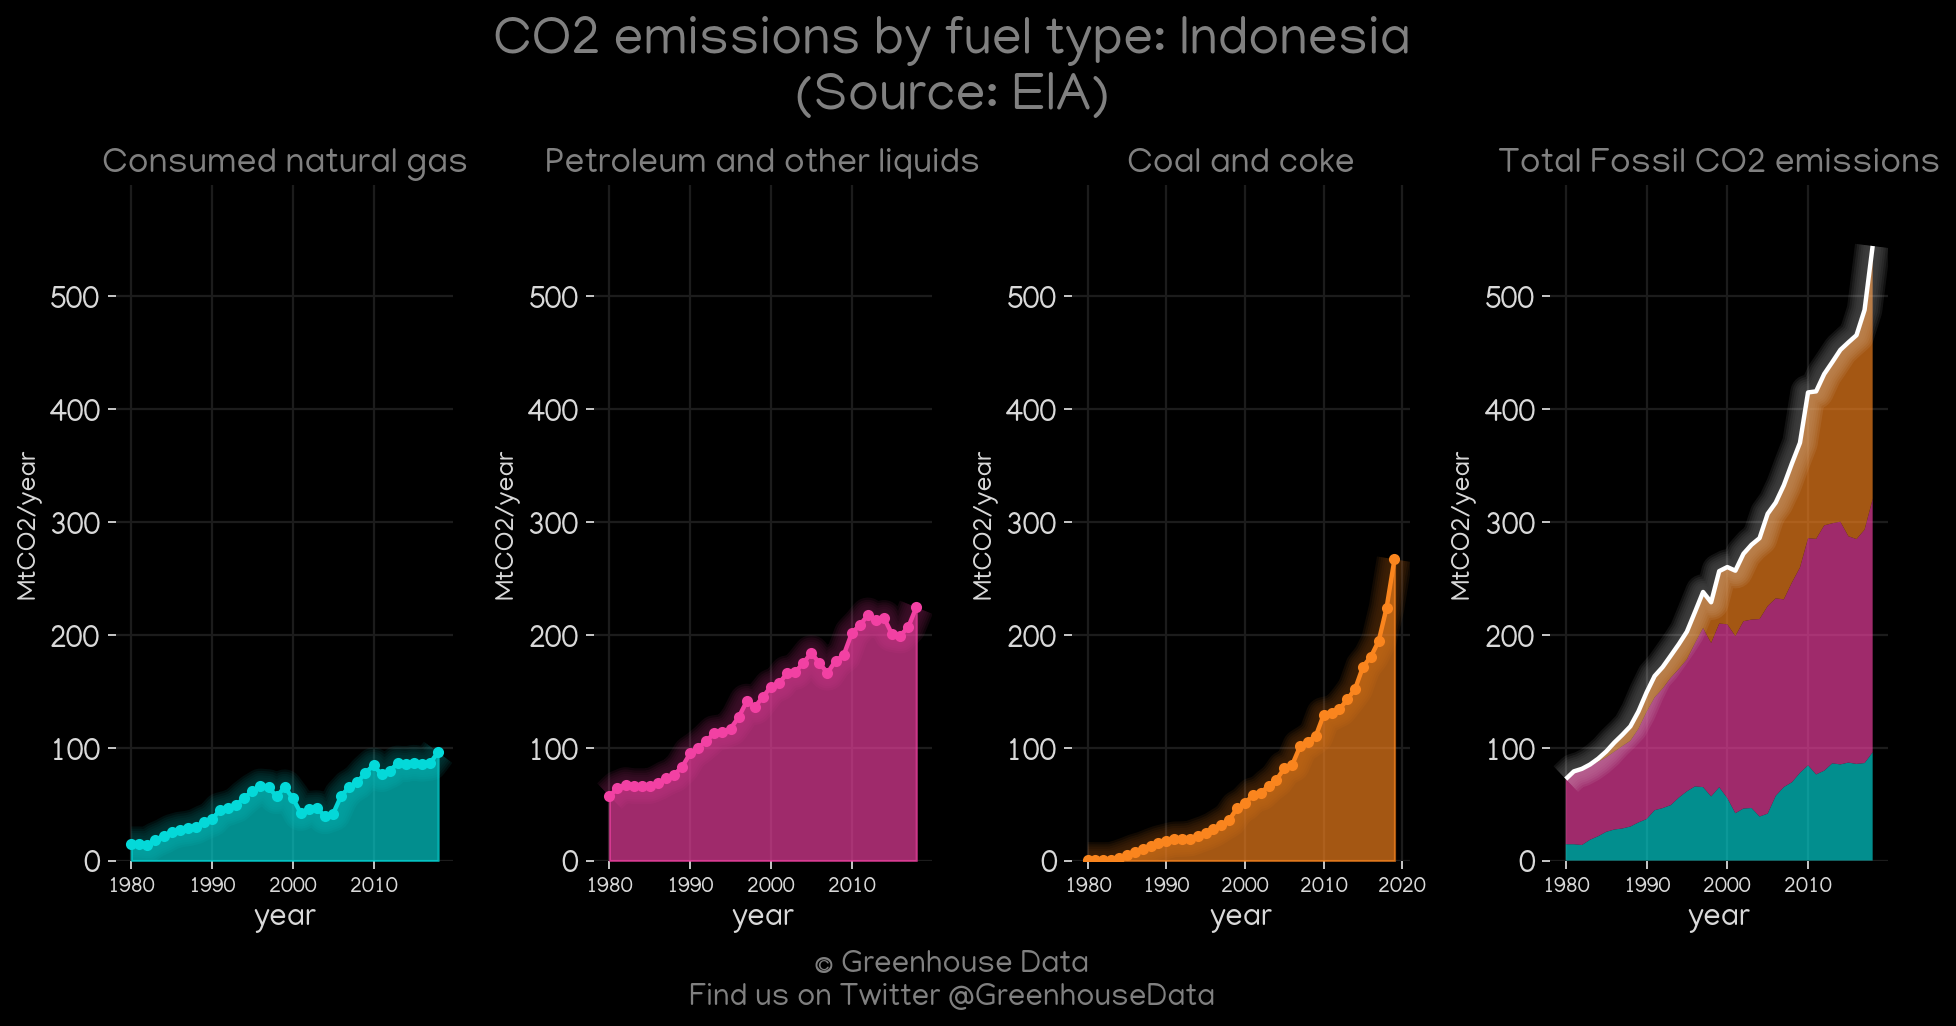 CO2 emissions by fuel type: Indonesia
(Source: EIA)
Consumed natural gas
MtCO2/year
500
400
300
200
100
0
1980 1990 2000 2010
year
Petroleum and other liquids
MtCO2/year
500
400
300
200
100
0
1980 1990 2000 2010
year
Coal and coke
MtCO2/year
500
400
300
200
100
0
1980 1990 2000 2010 2020
year
Total Fossil CO2 emissions
MtCO2/year
500
400
300
200
100
0
1980 1990 2000 2010
year
© Greenhouse Data
Find us on Twitter @GreenhouseData